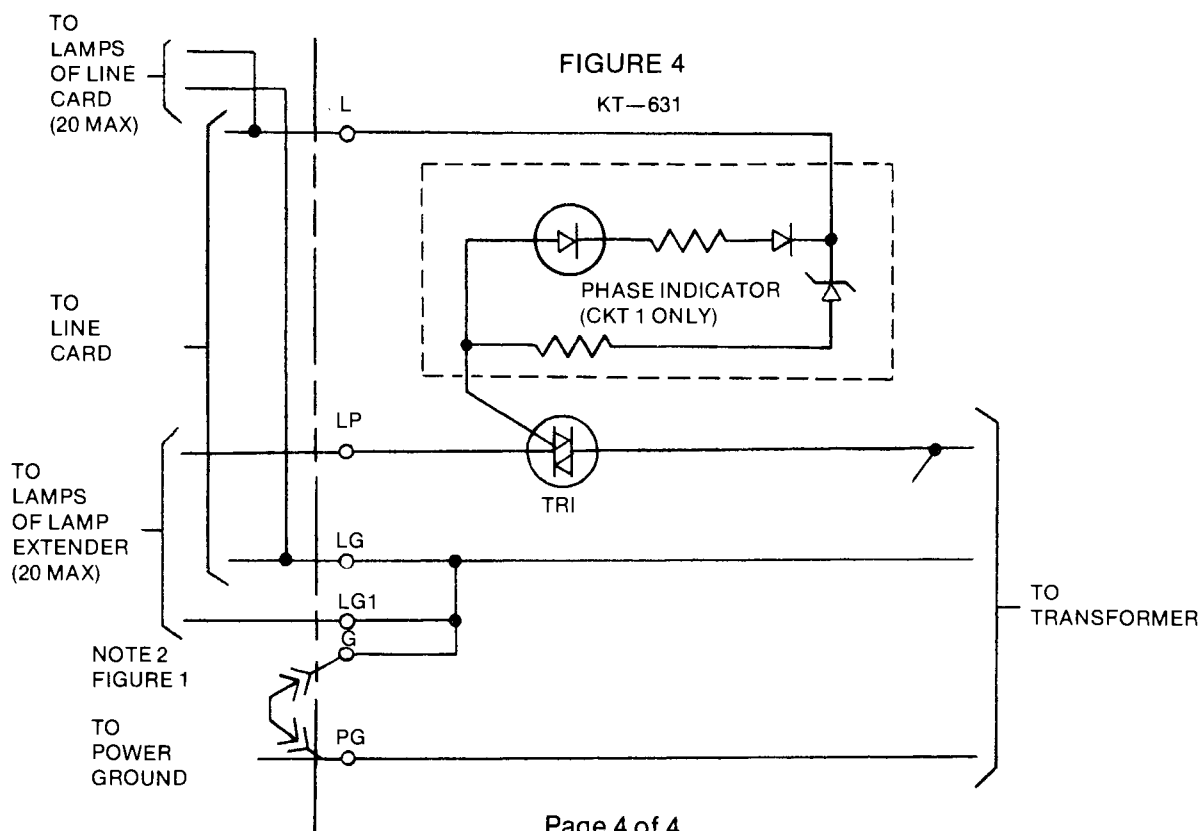 TO
LAMPS
OF LINE
CARD
(20 MAX)
FIGURE 4
KT—631
L
PHASE INDICATOR
(CKT 1 ONLY)
TO
LINE
CARD
LP
TRI
TO
LAMPS
OF LAMP
EXTENDER
(20 MAX)
LG
LG1
G
TO
TRANSFORMER
NOTE 2
FIGURE 1
TO
POWER
GROUND
PG
Page 4 of 4